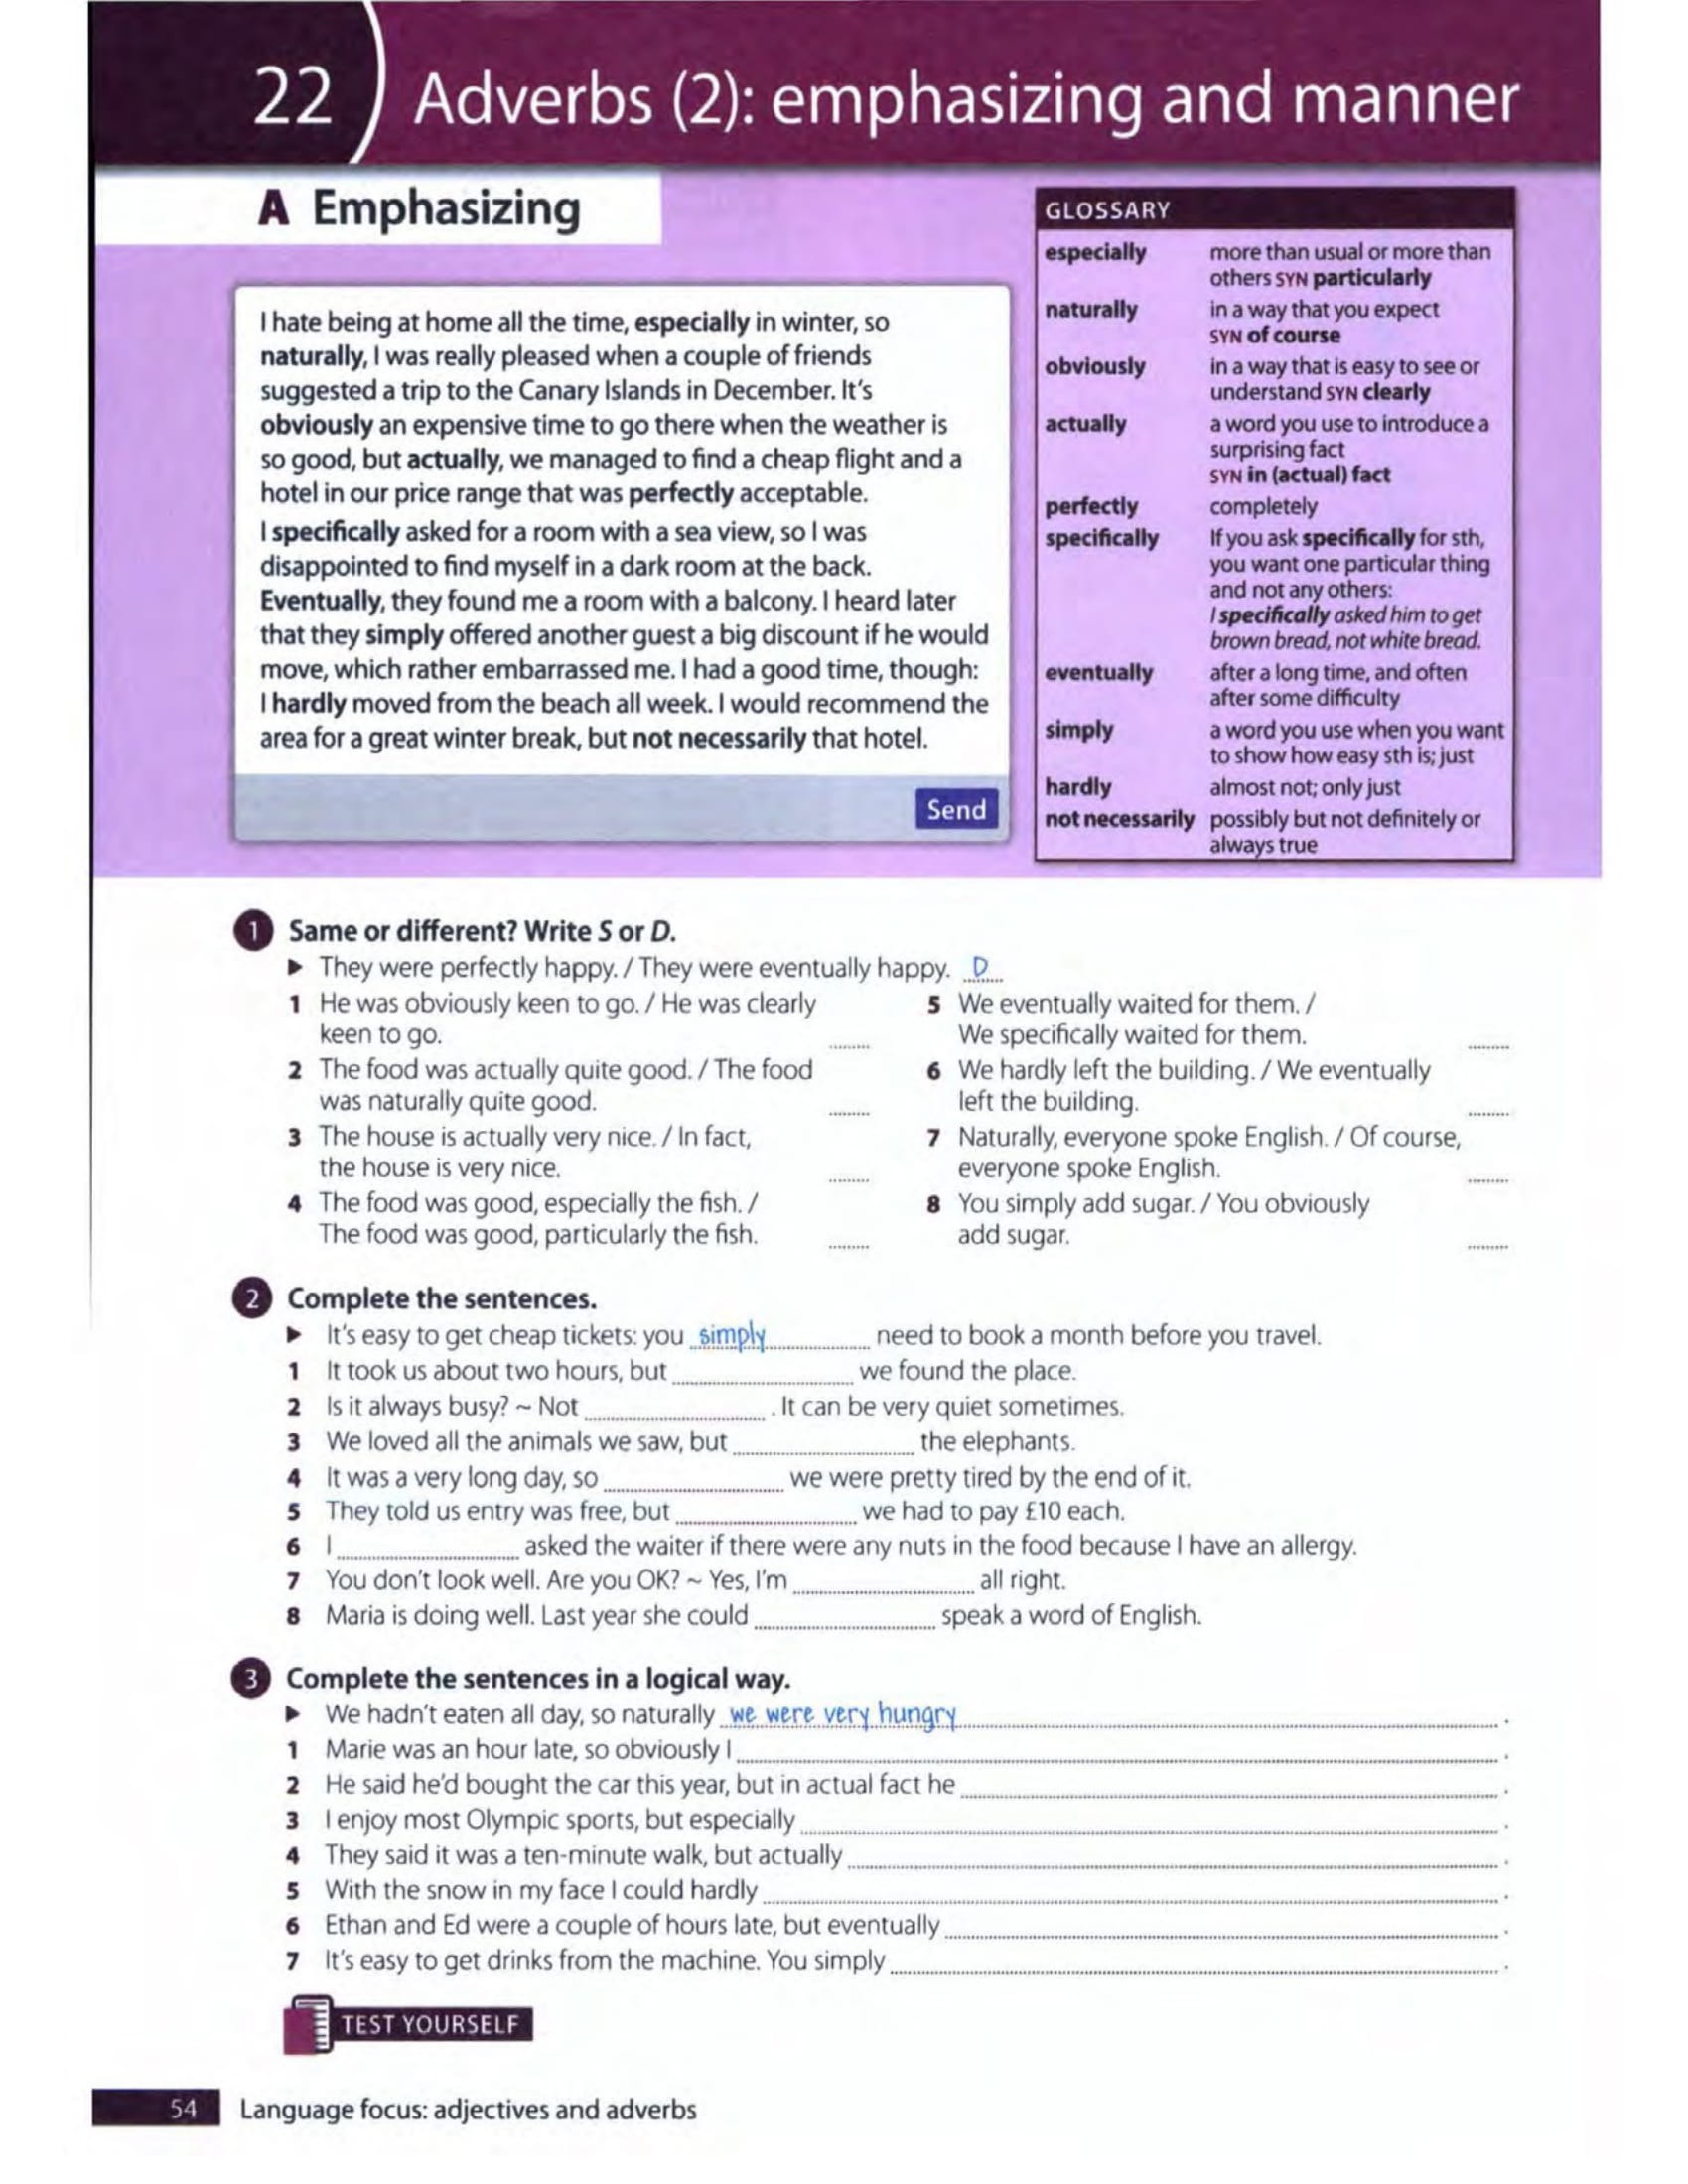 22 Adverbs (2): emphasizing and manner
A Emphasizing
I hate being at home all the time, especially in winter, so
naturally, I was really pleased when a couple of friends
suggested a trip to the Canary Islands in December. It's
obviously an expensive time to go there when the weather is
so good, but actually, we managed to find a cheap flight and a
hotel in our price range that was perfectly acceptable.
I specifically asked for a room with a sea view, so I was
disappointed to find myself in a dark room at the back.
Eventually, they found me a room with a balcony. I heard later
that they simply offered another guest a big discount if he would
move, which rather embarrassed me. I had a good time, though:
I hardly moved from the beach all week. I would recommend the
area for a great winter break, but not necessarily that hotel.
Send
GLOSSARY
especially more than usual or more than
others SYN particularly
naturally in a way that you expect
SYN of course
obviously in a way that is easy to see or
understand SYN clearly
actually a word you use to introduce a
surprising fact
SYN in (actual) fact
perfectly completely
specifically If you ask specifically for sth,
you want one particular thing
and not any others:
I specifically asked him to get
brown bread, not white bread.
eventually after a long time, and often
after some difficulty
simply a word you use when you want
to show how easy sth is; just
hardly almost not; only just
not necessarily possibly but not definitely or
always true
1 Same or different? Write S or D.
▶ They were perfectly happy. / They were eventually happy. D
1 He was obviously keen to go. / He was clearly
keen to go. ........
2 The food was actually quite good. / The food
was naturally quite good. ........
3 The house is actually very nice. / In fact,
the house is very nice. ........
4 The food was good, especially the fish. /
The food was good, particularly the fish. ........
5 We eventually waited for them. /
We specifically waited for them. ........
6 We hardly left the building. / We eventually
left the building. ........
7 Naturally, everyone spoke English. / Of course,
everyone spoke English. ........
8 You simply add sugar. / You obviously
add sugar. ........
2 Complete the sentences.
▶ It's easy to get cheap tickets: you simply need to book a month before you travel.
1 It took us about two hours, but ........ we found the place.
2 Is it always busy? ~ Not ........ . It can be very quiet sometimes.
3 We loved all the animals we saw, but ........ the elephants.
4 It was a very long day, so ........ we were pretty tired by the end of it.
5 They told us entry was free, but ........ we had to pay £10 each.
6 I ........ asked the waiter if there were any nuts in the food because I have an allergy.
7 You don't look well. Are you OK? ~ Yes, I'm ........ all right.
8 Maria is doing well. Last year she could ........ speak a word of English.
3 Complete the sentences in a logical way.
▶ We hadn't eaten all day, so naturally we were very hungry ........ .
1 Marie was an hour late, so obviously I ........ .
2 He said he'd bought the car this year, but in actual fact he ........ .
3 I enjoy most Olympic sports, but especially ........ .
4 They said it was a ten-minute walk, but actually ........ .
5 With the snow in my face I could hardly ........ .
6 Ethan and Ed were a couple of hours late, but eventually ........ .
7 It's easy to get drinks from the machine. You simply ........ .
TEST YOURSELF
54 Language focus: adjectives and adverbs